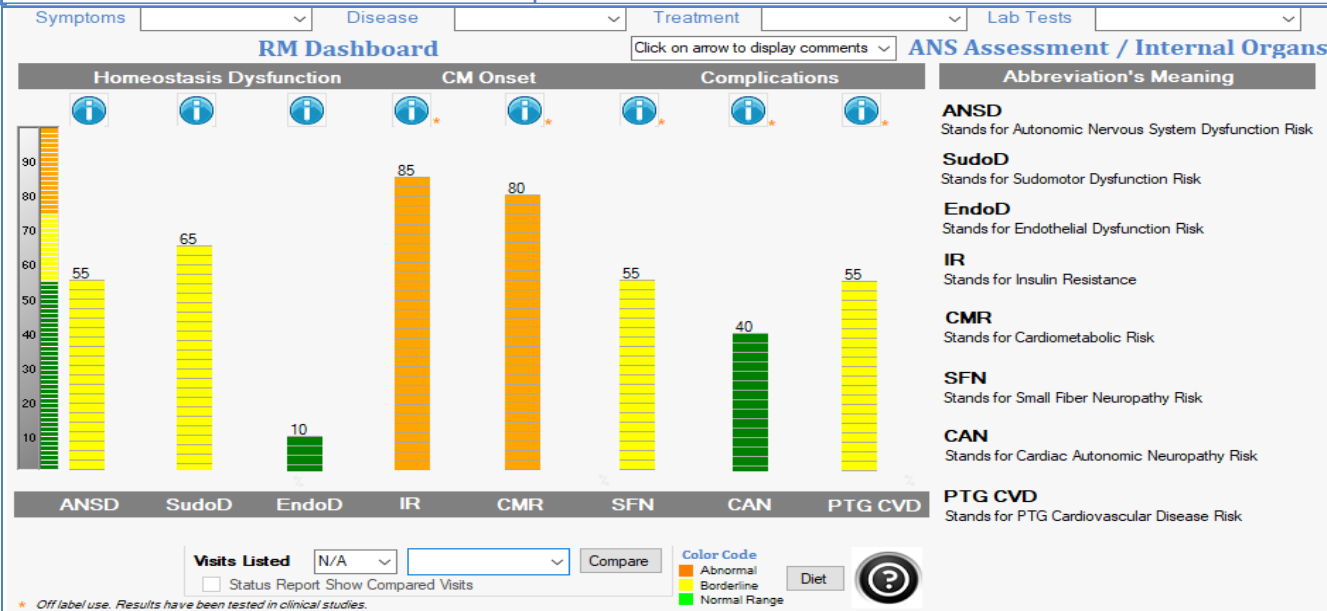 Symptoms Disease Treatment Lab Tests
RM Dashboard Click on arrow to display comments ANS Assessment / Internal Organs
Homeostasis Dysfunction CM Onset Complications Abbreviation's Meaning
* * * * *
ANSD
Stands for Autonomic Nervous System Dysfunction Risk
SudoD
Stands for Sudomotor Dysfunction Risk
EndoD
Stands for Endothelial Dysfunction Risk
IR
Stands for Insulin Resistance
CMR
Stands for Cardiometabolic Risk
SFN
Stands for Small Fiber Neuropathy Risk
CAN
Stands for Cardiac Autonomic Neuropathy Risk
PTG CVD
Stands for PTG Cardiovascular Disease Risk
90
80
70
60
50
40
30
20
10
55 65 10 85 80 55 40 55
% % %
ANSD SudoD EndoD IR CMR SFN CAN PTG CVD
Visits Listed N/A Compare
Status Report Show Compared Visits
Color Code
Abnormal
Borderline
Normal Range
Diet
?
* Off label use. Results have been tested in clinical studies.